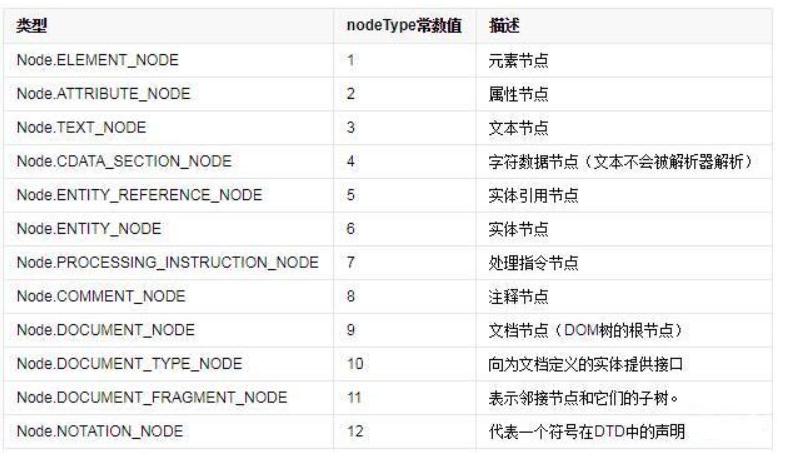 类型 nodeType常数值 描述
Node.ELEMENT_NODE 1 元素节点
Node.ATTRIBUTE_NODE 2 属性节点
Node.TEXT_NODE 3 文本节点
Node.CDATA_SECTION_NODE 4 字符数据节点（文本不会被解析器解析）
Node.ENTITY_REFERENCE_NODE 5 实体引用节点
Node.ENTITY_NODE 6 实体节点
Node.PROCESSING_INSTRUCTION_NODE 7 处理指令节点
Node.COMMENT_NODE 8 注释节点
Node.DOCUMENT_NODE 9 文档节点（DOM树的根节点）
Node.DOCUMENT_TYPE_NODE 10 向为文档定义的实体提供接口
Node.DOCUMENT_FRAGMENT_NODE 11 表示邻接节点和它们的子树。
Node.NOTATION_NODE 12 代表一个符号在DTD中的声明